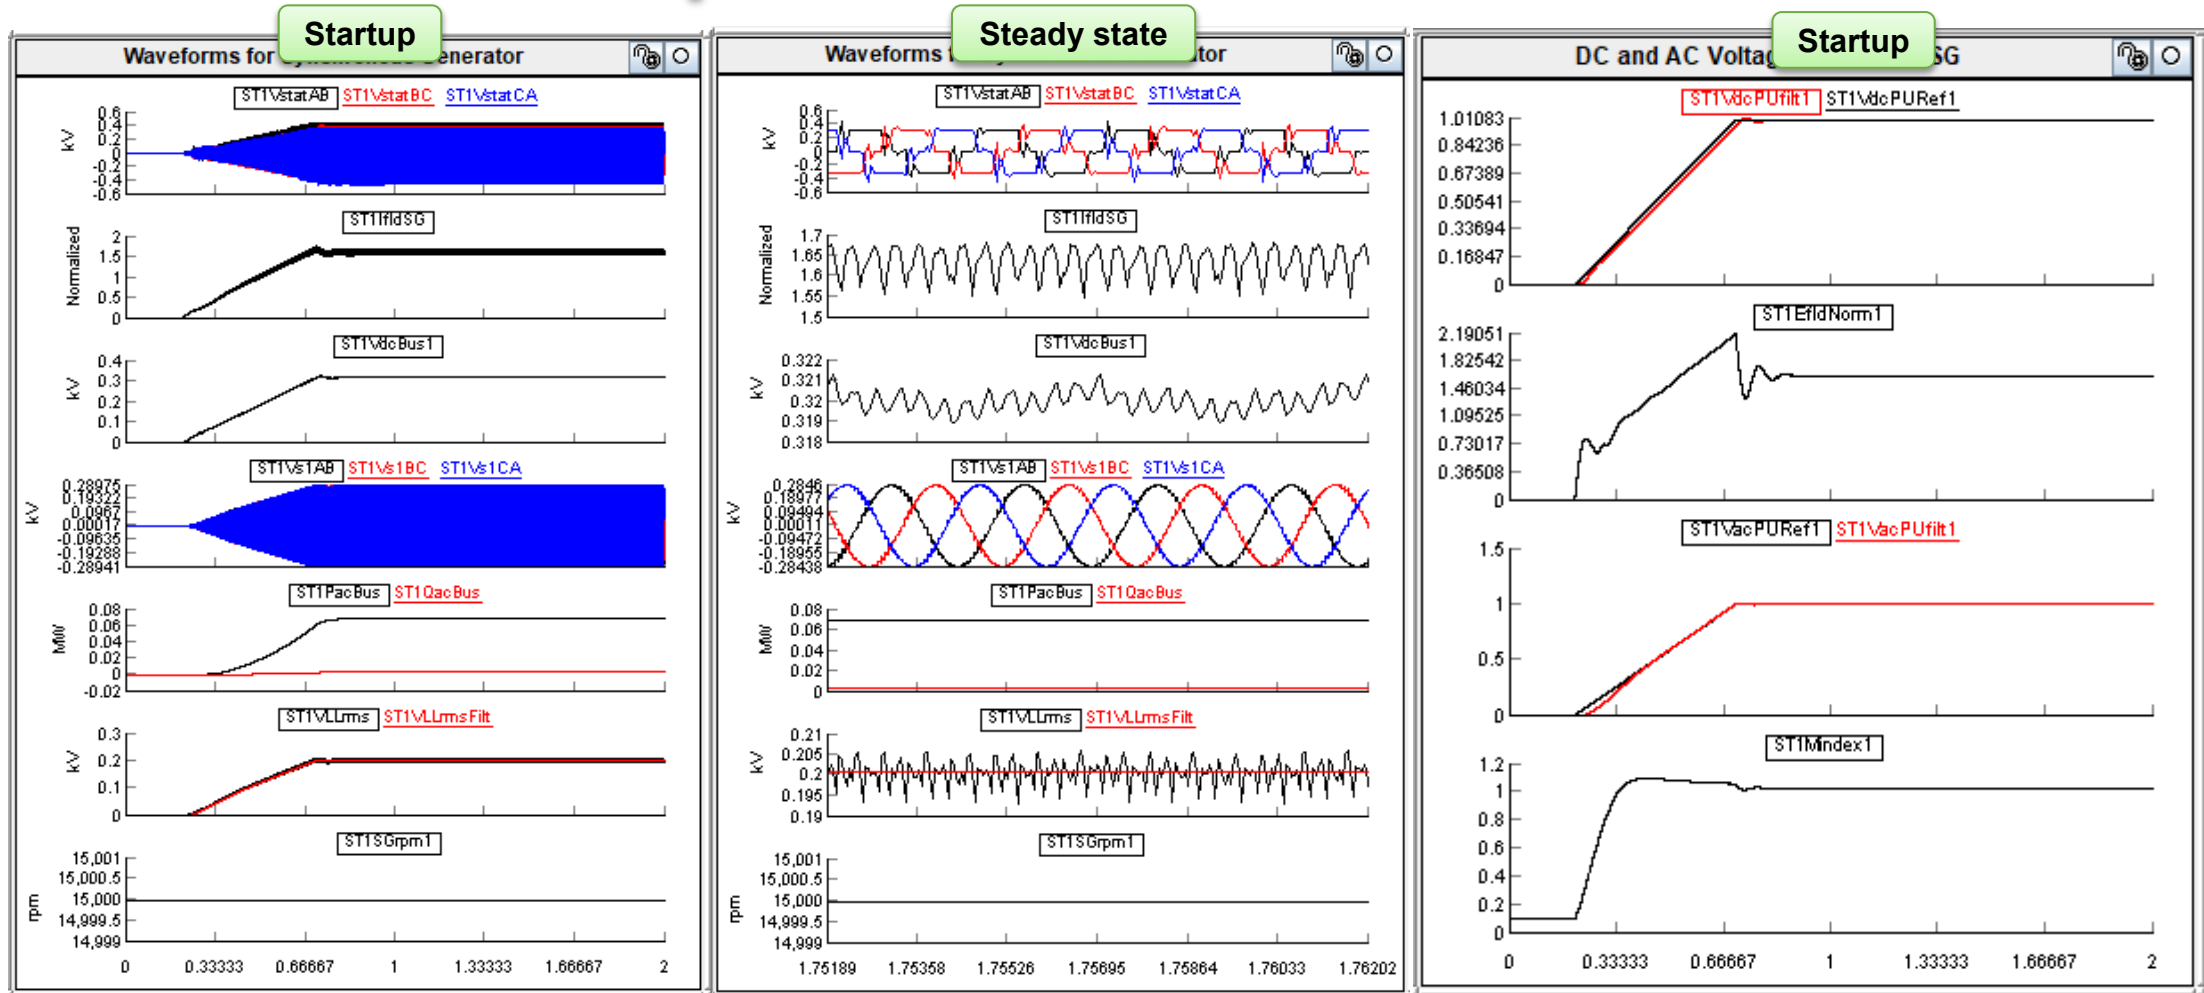 Startup
Waveforms for Synchronous Generator
ST1VstatAB ST1VstatBC ST1VstatCA
kV
0.6
0.4
0.2
0
-0.2
-0.4
-0.6
ST1IfldSG
Normalized
2
1.5
1
0.5
0
ST1VdcBus1
kV
0.4
0.3
0.2
0.1
0
ST1Vs1AB ST1Vs1BC ST1Vs1CA
kV
0.28975
0.19322
0.0967
0.00017
-0.09635
-0.19288
-0.28941
ST1PacBus ST1QacBus
MW
0.08
0.06
0.04
0.02
0
-0.02
ST1VLLrms ST1VLLrmsFilt
kV
0.3
0.2
0.1
0
ST1SGrpm1
rpm
15,001
15,000.5
15,000
14,999.5
14,999
0 0.33333 0.66667 1 1.33333 1.66667 2
Steady state
Waveforms
tor
ST1VstatAB ST1VstatBC ST1VstatCA
kV
0.6
0.4
0.2
0
-0.2
-0.4
-0.6
ST1IfldSG
Normalized
1.7
1.65
1.6
1.55
1.5
ST1VdcBus1
kV
0.322
0.321
0.32
0.319
0.318
ST1Vs1AB ST1Vs1BC ST1Vs1CA
kV
0.2846
0.18977
0.09494
0.00011
-0.09472
-0.18955
-0.28438
ST1PacBus ST1QacBus
MW
0.08
0.06
0.04
0.02
0
ST1VLLrms ST1VLLrmsFilt
kV
0.21
0.205
0.2
0.195
0.19
ST1SGrpm1
rpm
15,001
15,000.5
15,000
14,999.5
14,999
1.75189 1.75358 1.75526 1.75695 1.75864 1.76033 1.76202
Startup
DC and AC Voltag
SG
ST1VdcPUfilt1 ST1VdcPURef1
1.01083
0.84236
0.67389
0.50541
0.33694
0.16847
0
ST1EfldNorm1
2.19051
1.82542
1.46034
1.09525
0.73017
0.36508
0
ST1VacPURef1 ST1VacPUfilt1
1.5
1
0.5
0
ST1Mindex1
1.2
1
0.8
0.6
0.4
0.2
0
0 0.33333 0.66667 1 1.33333 1.66667 2